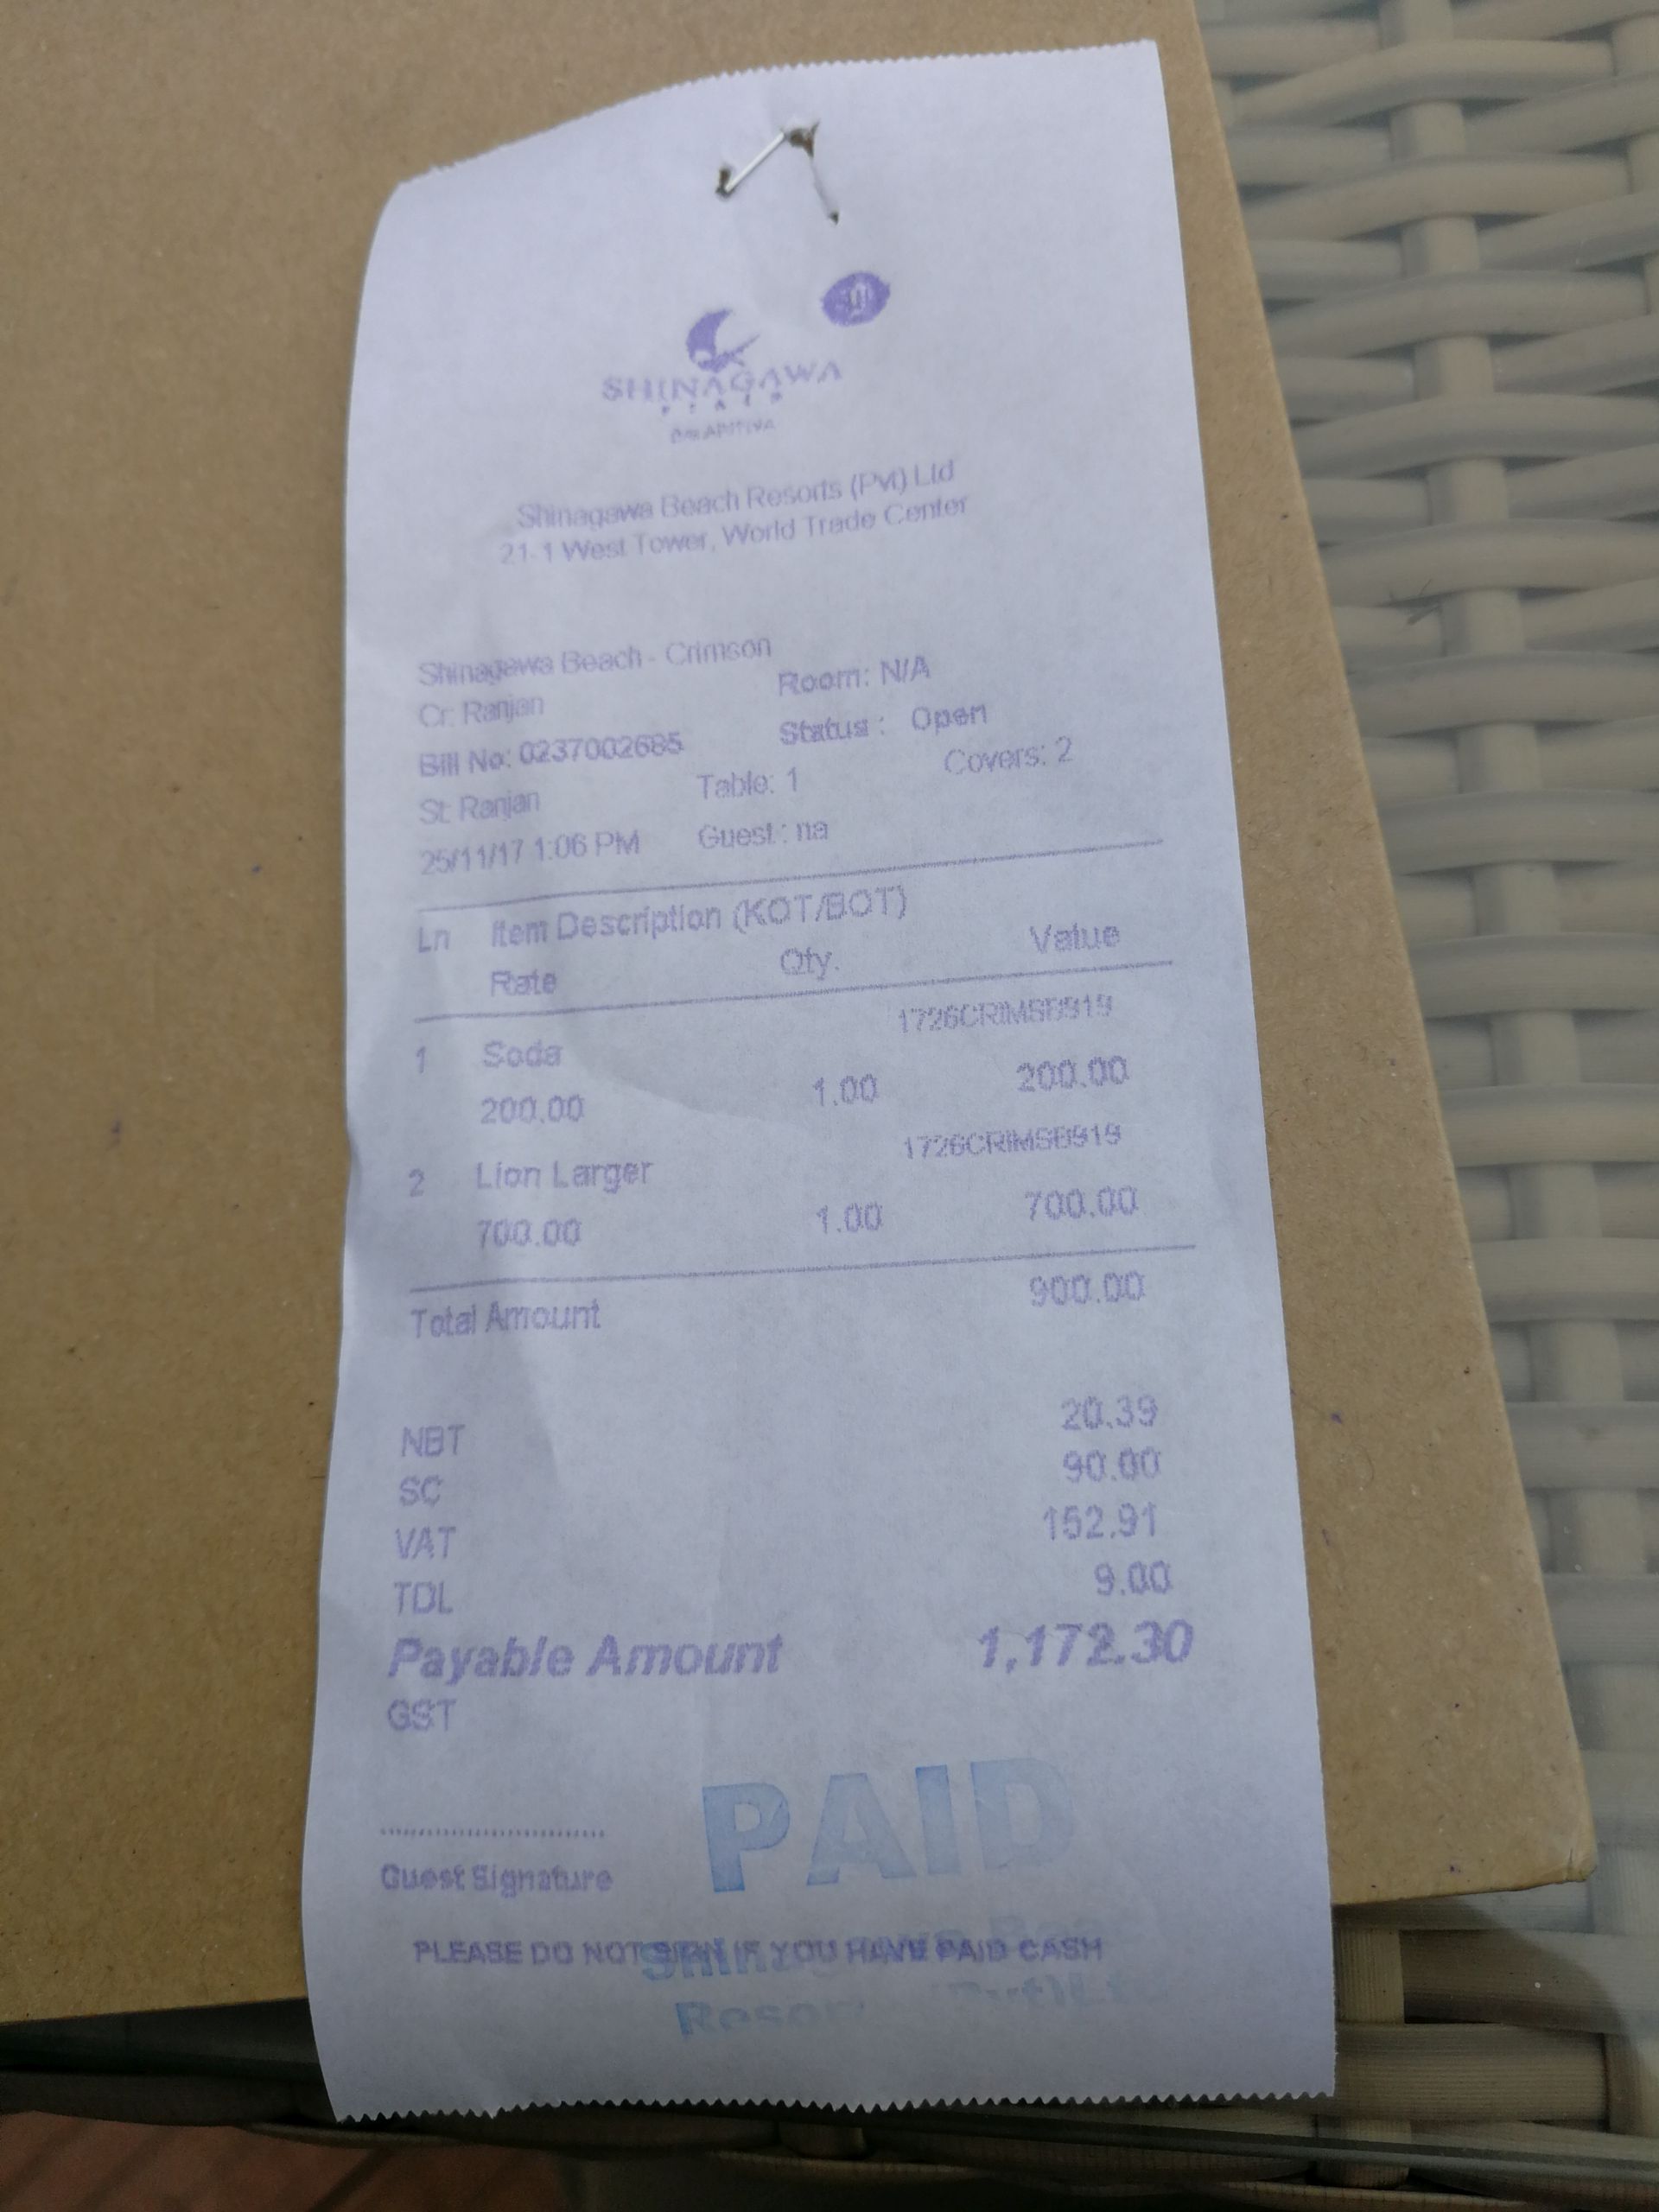 SHINAGAWA
Shinagawa Beach Resorts (Pvt) Ltd
21-1 West Tower, World Trade Center
Shinagawa Beach - Crimson
Cr: Ranjan Room: N/A
Bill No: 0237002685 Status : Open
St: Ranjan Table: 1 Covers: 2
25/11/17 1:06 PM Guest : na
Ln Item Description (KOT/BOT)
Rate Qty. Value
1 Soda 1726CRIMSB919
200.00 1.00 200.00
2 Lion Larger 1726CRIMSB919
700.00 1.00 700.00
Total Amount 900.00
NBT 20.39
SC 90.00
VAT 152.91
TDL 9.00
Payable Amount 1,172.30
GST
PAID
Guest Signature
PLEASE DO NOT SIGN IF YOU HAVE PAID CASH